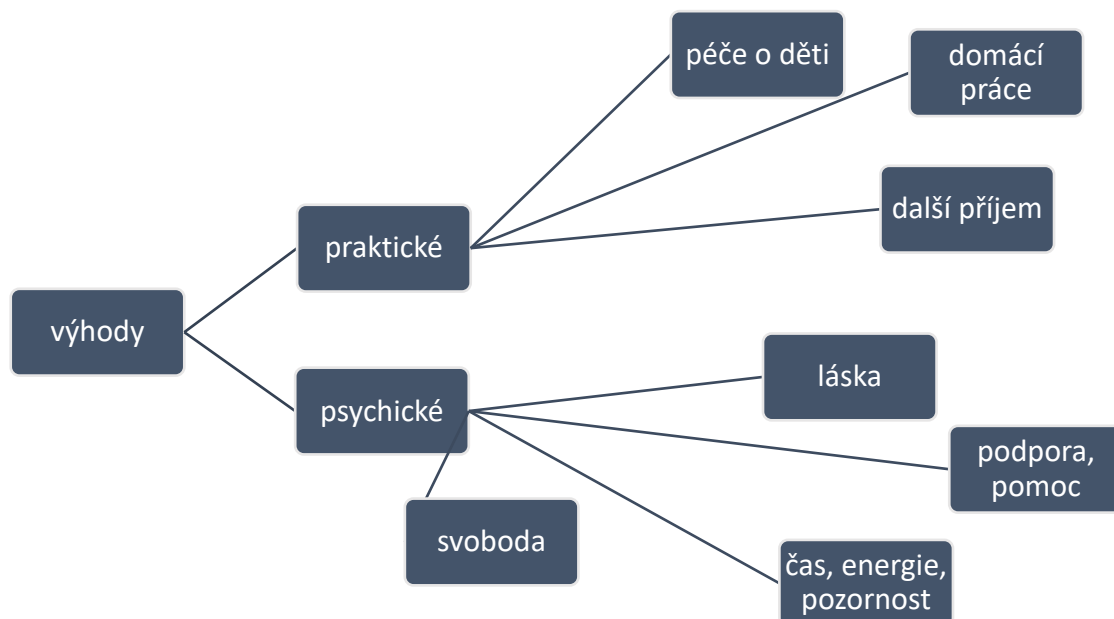 péče o děti
domácí
práce
další příjem
praktické
výhody
láska
psychické
podpora,
pomoc
svoboda
čas, energie,
pozornost